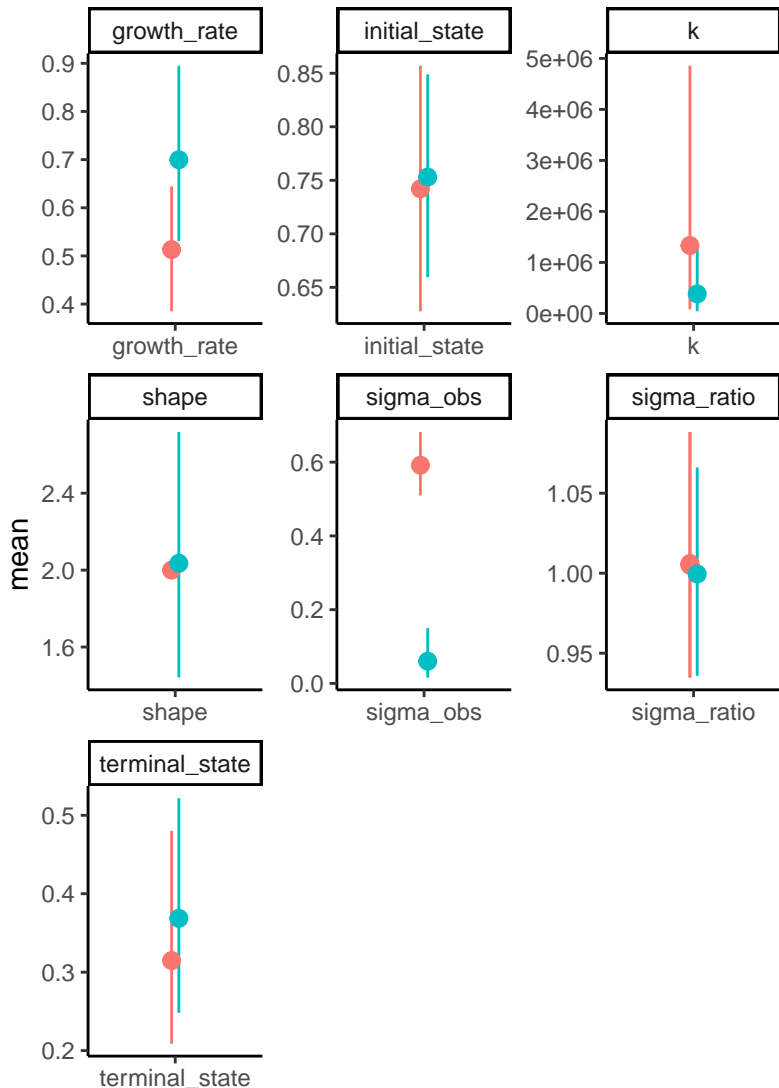 growth_rate
initial_state
k
0.9
0.8
0.7
0.6
0.5
0.4
growth_rate
0.85
0.80
0.75
0.70
0.65
initial_state
5e+06
4e+06
3e+06
2e+06
1e+06
0e+00
k
mean
shape
sigma_obs
sigma_ratio
2.4
2.0
1.6
shape
0.6
0.4
0.2
0.0
sigma_obs
1.05
1.00
0.95
sigma_ratio
terminal_state
0.5
0.4
0.3
0.2
terminal_state